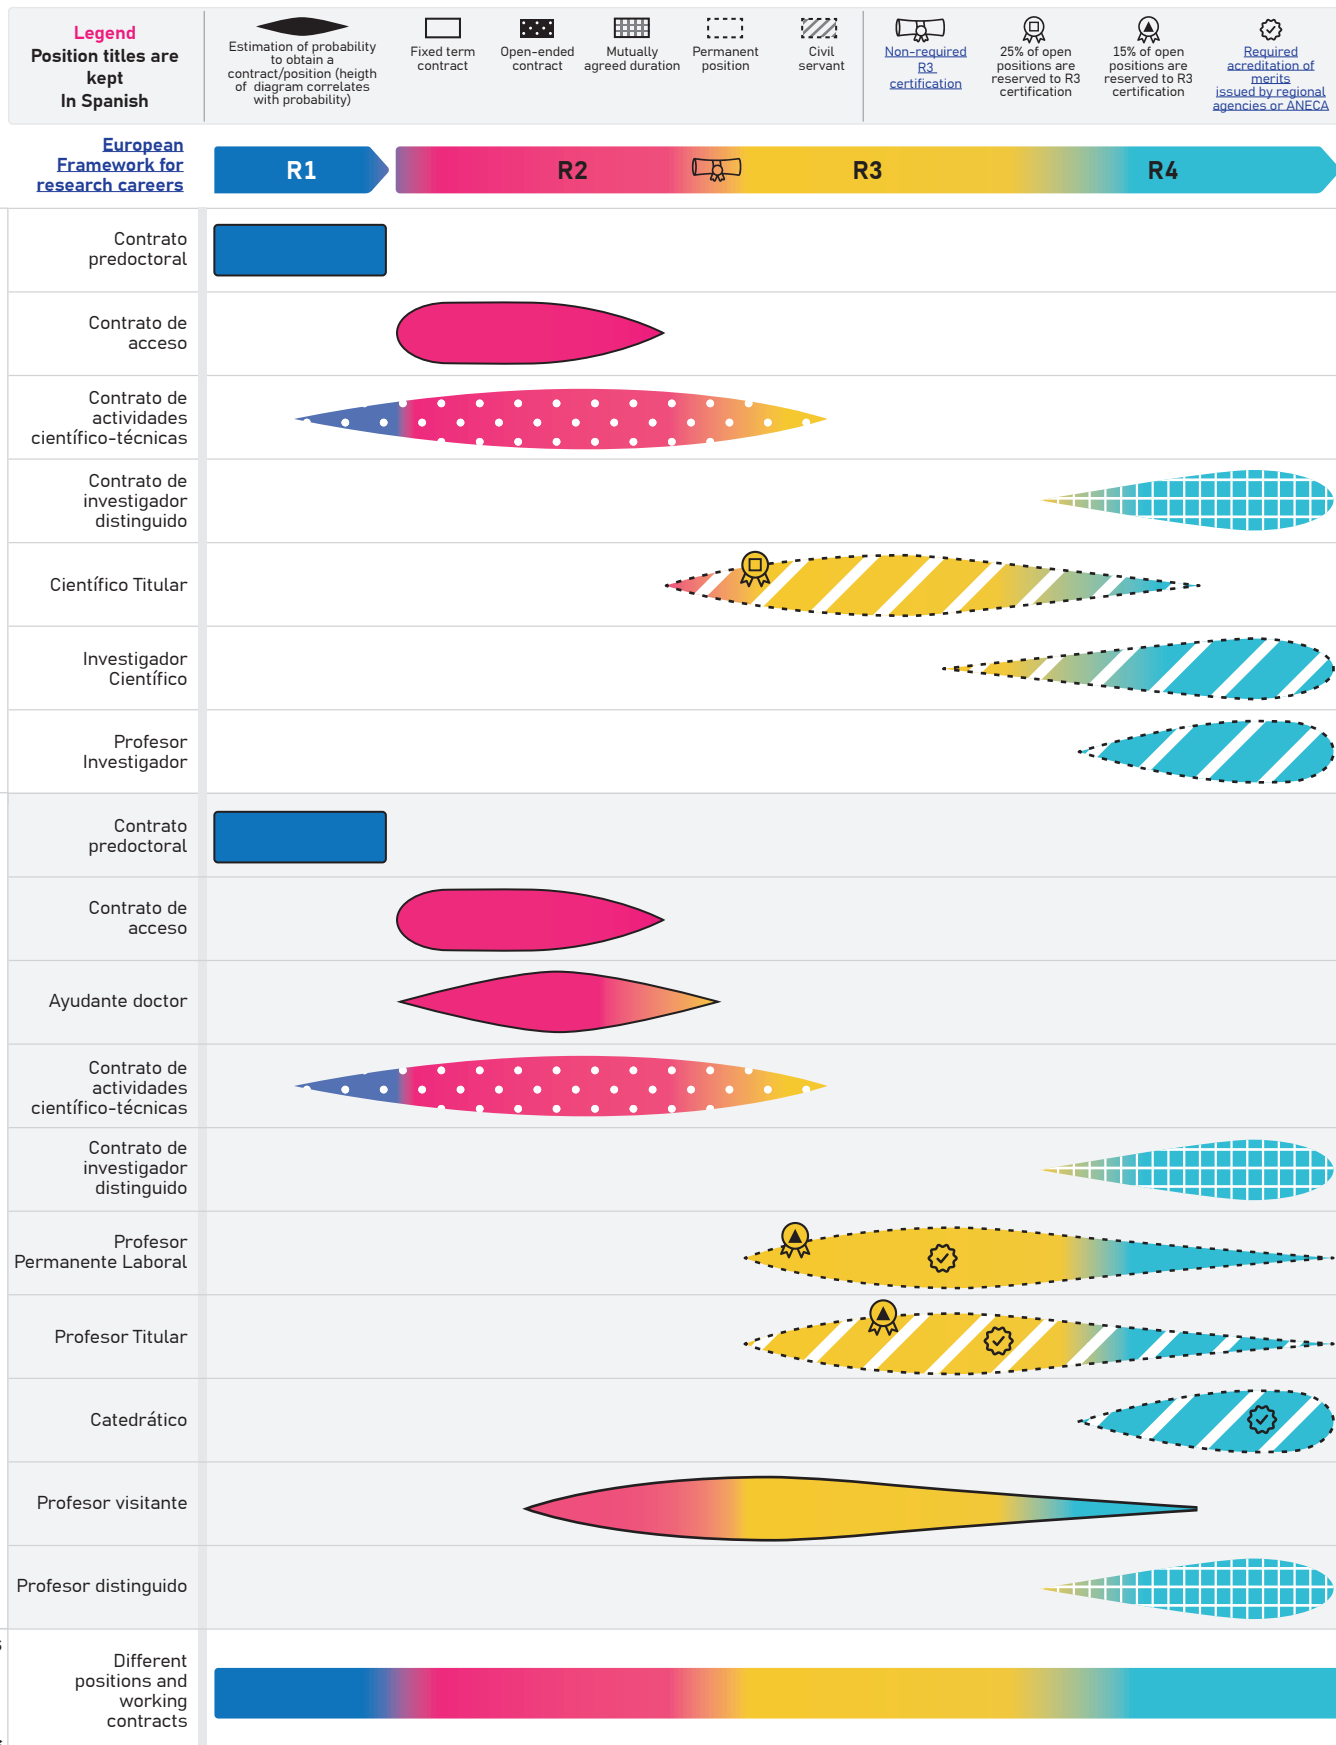 Legend
Position titles are
kept
In Spanish
Estimation of probability
to obtain a
contract/position (heigth
of diagram correlates
with probability)
Fixed term
contract
Open-ended
contract
Mutually
agreed duration
Permanent
position
Civil
servant
Non-required
R3
certification
25% of open
positions are
reserved to R3
certification
15% of open
positions are
reserved to R3
certification
Required
acreditation of
merits
issued by regional
agencies or ANECA
European
Framework for
research careers
R1
R2
R3
R4
Contrato
predoctoral
Contrato de
acceso
Contrato de
actividades
científico-técnicas
Contrato de
investigador
distinguido
Científico Titular
Investigador
Científico
Profesor
Investigador
Contrato
predoctoral
Contrato de
acceso
Ayudante doctor
Contrato de
actividades
científico-técnicas
Contrato de
investigador
distinguido
Profesor
Permanente Laboral
Profesor Titular
Catedrático
Profesor visitante
Profesor distinguido
Different
positions and
working
contracts